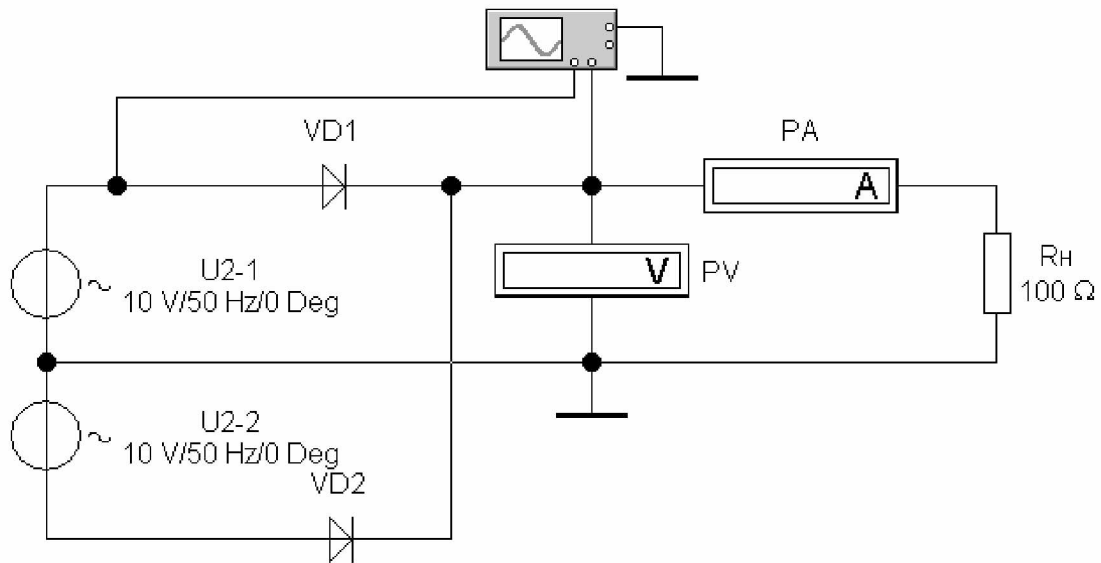 VD1
PA
A
U2-1
10 V/50 Hz/0 Deg
V
PV
RH
100 Ω
U2-2
10 V/50 Hz/0 Deg
VD2